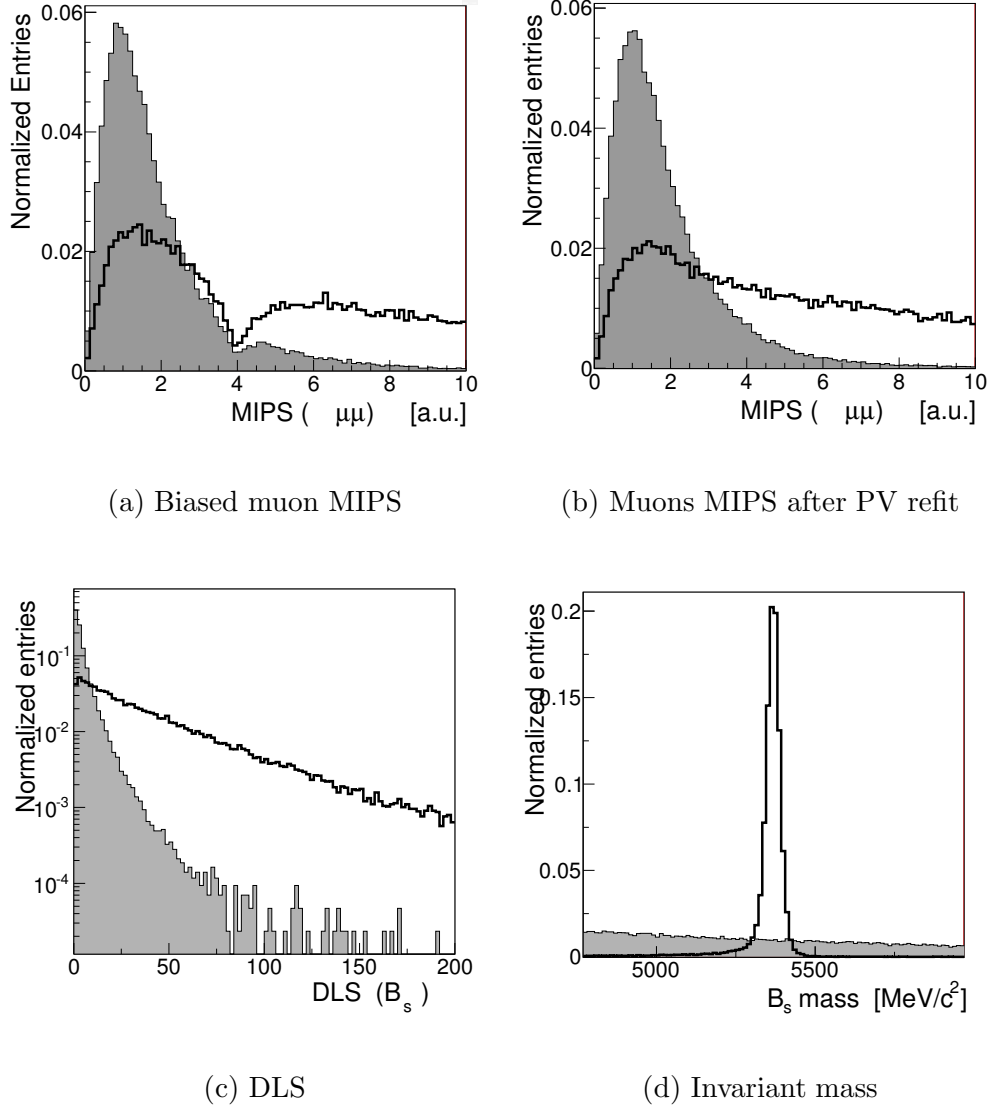 Normalized Entries
0.06
0.04
0.02
0
0 2 4 6 8 10
MIPS ( μμ) [a.u.]
(a) Biased muon MIPS
Normalized entries
0.06
0.04
0.02
0
0 2 4 6 8 10
MIPS ( μμ) [a.u.]
(b) Muons MIPS after PV refit
Normalized entries
10⁻¹
10⁻²
10⁻³
10⁻⁴
0 50 100 150 200
DLS (Bₛ )
(c) DLS
Normalized entries
0.2
0.15
0.1
0.05
0
5000 5500
Bₛ mass [MeV/c²]
(d) Invariant mass